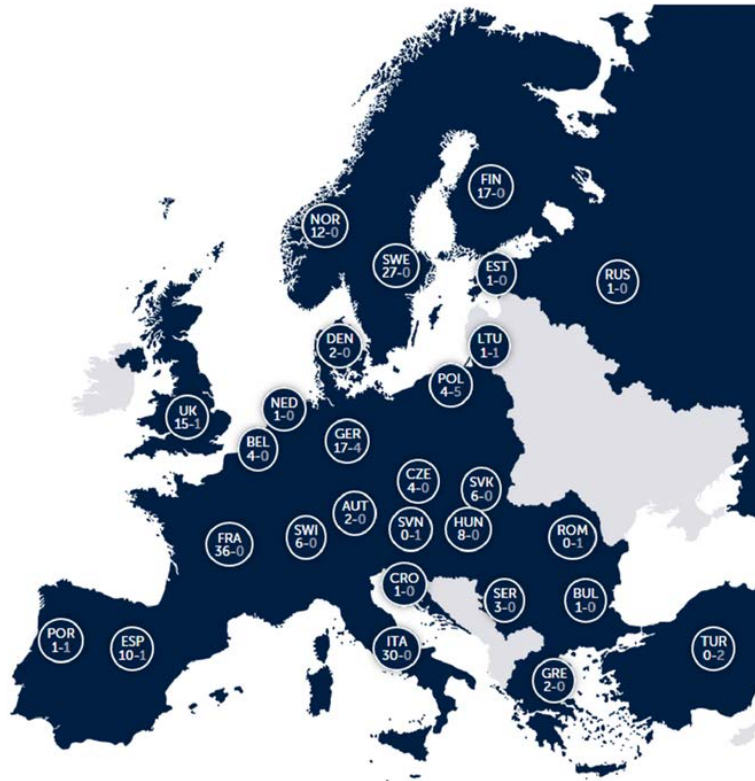 FIN
17-0
NOR
12-0
SWE
27-0
EST
1-0
RUS
1-0
DEN
2-0
LTU
1-1
POL
4-5
NED
1-0
UK
15-1
BEL
4-0
GER
17-4
CZE
4-0
SVK
6-0
AUT
2-0
SVN
0-1
HUN
8-0
ROM
0-1
FRA
36-0
SWI
6-0
CRO
1-0
SER
3-0
BUL
1-0
POR
1-1
ESP
10-1
ITA
30-0
GRE
2-0
TUR
0-2